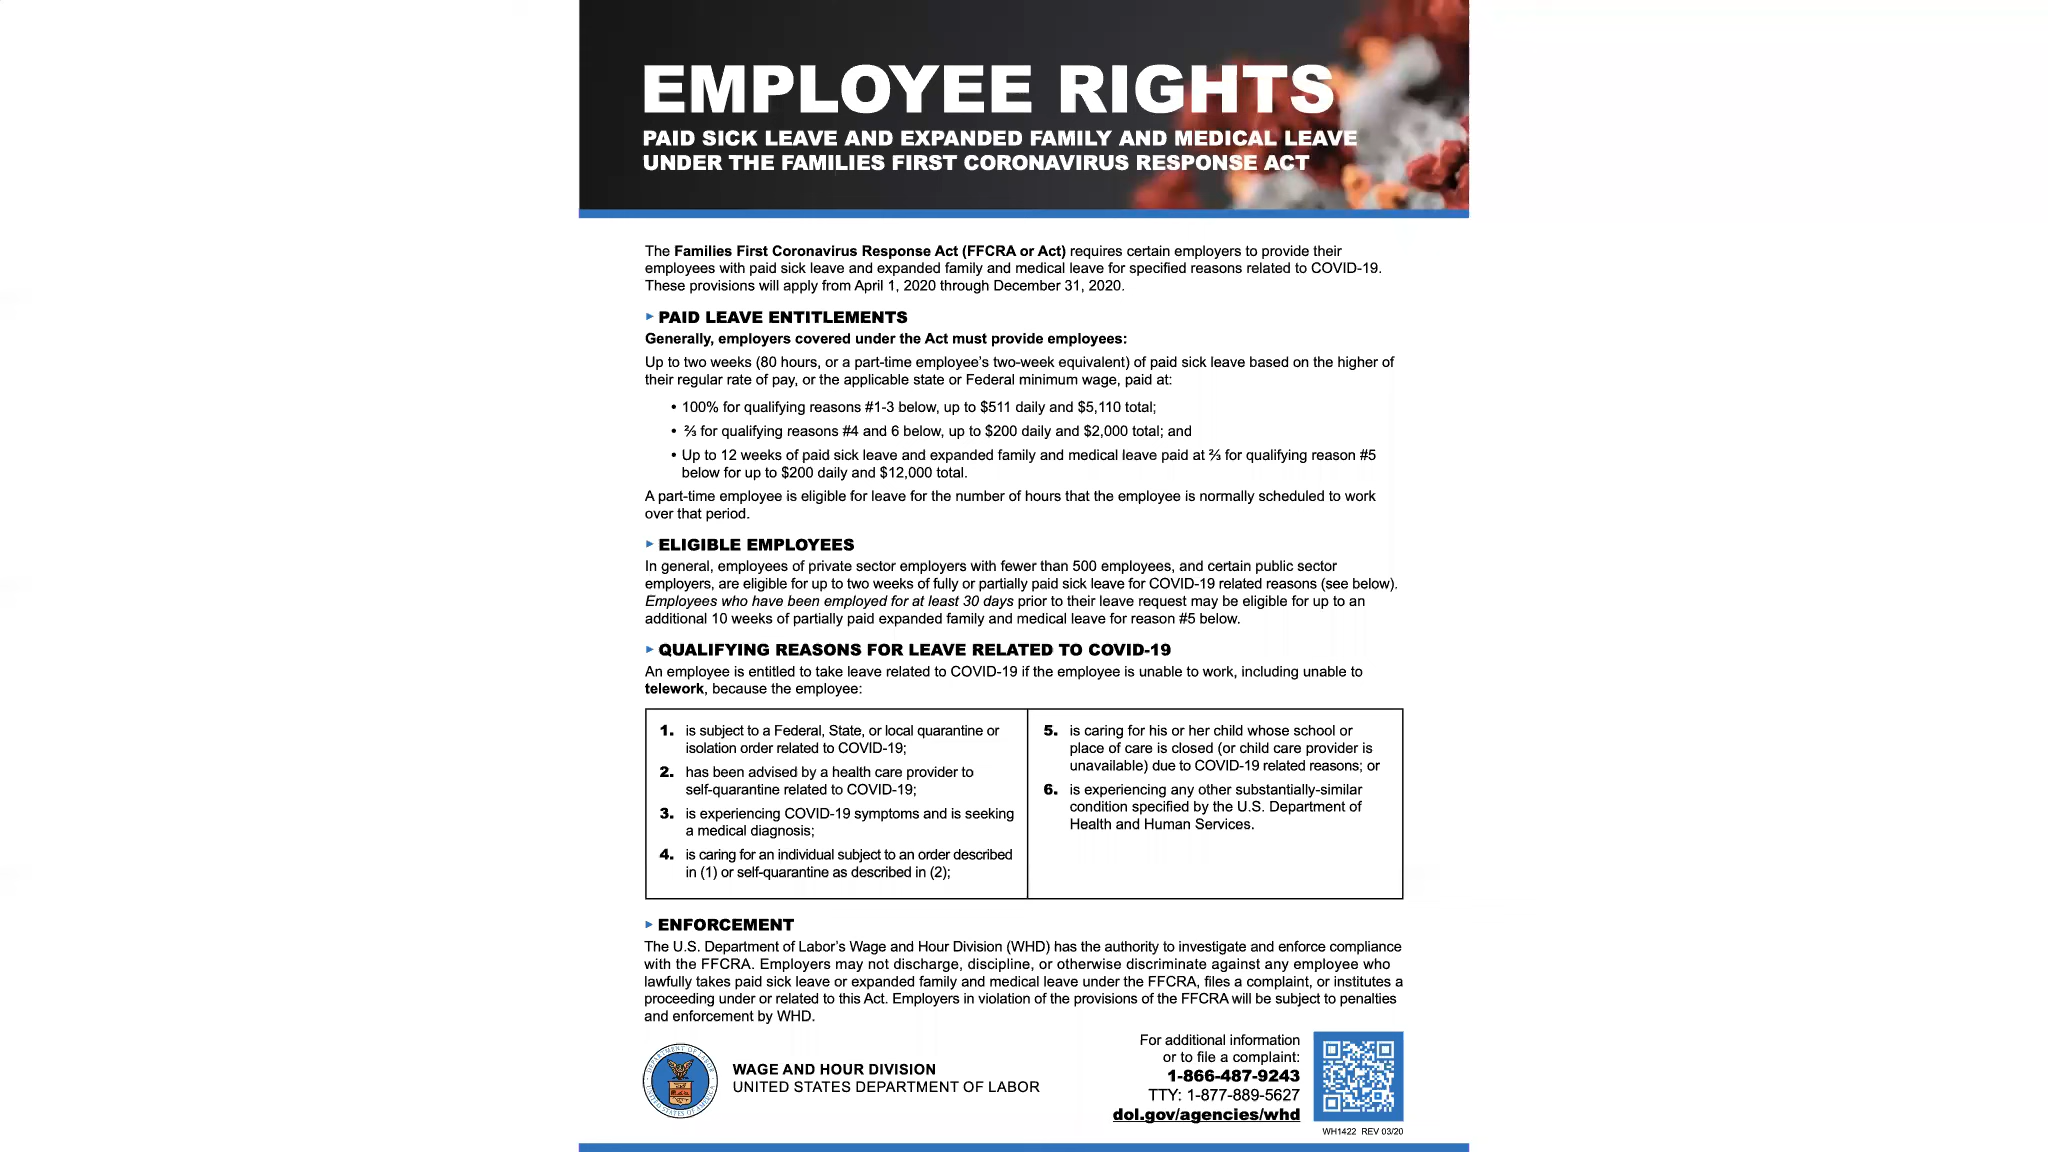 EMPLOYEE RIGHTS
PAID SICK LEAVE AND EXPANDED FAMILY AND MEDICAL LEAVE
UNDER THE FAMILIES FIRST CORONAVIRUS RESPONSE ACT
The Families First Coronavirus Response Act (FFCRA or Act) requires certain employers to provide their
employees with paid sick leave and expanded family and medical leave for specified reasons related to COVID-19.
These provisions will apply from April 1, 2020 through December 31, 2020.
► PAID LEAVE ENTITLEMENTS
Generally, employers covered under the Act must provide employees:
Up to two weeks (80 hours, or a part-time employee’s two-week equivalent) of paid sick leave based on the higher of
their regular rate of pay, or the applicable state or Federal minimum wage, paid at:
• 100% for qualifying reasons #1-3 below, up to $511 daily and $5,110 total;
• ⅔ for qualifying reasons #4 and 6 below, up to $200 daily and $2,000 total; and
• Up to 12 weeks of paid sick leave and expanded family and medical leave paid at ⅔ for qualifying reason #5
below for up to $200 daily and $12,000 total.
A part-time employee is eligible for leave for the number of hours that the employee is normally scheduled to work
over that period.
► ELIGIBLE EMPLOYEES
In general, employees of private sector employers with fewer than 500 employees, and certain public sector
employers, are eligible for up to two weeks of fully or partially paid sick leave for COVID-19 related reasons (see below).
Employees who have been employed for at least 30 days prior to their leave request may be eligible for up to an
additional 10 weeks of partially paid expanded family and medical leave for reason #5 below.
► QUALIFYING REASONS FOR LEAVE RELATED TO COVID-19
An employee is entitled to take leave related to COVID-19 if the employee is unable to work, including unable to
telework, because the employee:
1. is subject to a Federal, State, or local quarantine or
isolation order related to COVID-19;
2. has been advised by a health care provider to
self-quarantine related to COVID-19;
3. is experiencing COVID-19 symptoms and is seeking
a medical diagnosis;
4. is caring for an individual subject to an order described
in (1) or self-quarantine as described in (2);
5. is caring for his or her child whose school or
place of care is closed (or child care provider is
unavailable) due to COVID-19 related reasons; or
6. is experiencing any other substantially-similar
condition specified by the U.S. Department of
Health and Human Services.
► ENFORCEMENT
The U.S. Department of Labor’s Wage and Hour Division (WHD) has the authority to investigate and enforce compliance
with the FFCRA. Employers may not discharge, discipline, or otherwise discriminate against any employee who
lawfully takes paid sick leave or expanded family and medical leave under the FFCRA, files a complaint, or institutes a
proceeding under or related to this Act. Employers in violation of the provisions of the FFCRA will be subject to penalties
and enforcement by WHD.
DEPARTMENT OF LABOR
UNITED STATES OF AMERICA
WAGE AND HOUR DIVISION
UNITED STATES DEPARTMENT OF LABOR
For additional information
or to file a complaint:
1-866-487-9243
TTY: 1-877-889-5627
dol.gov/agencies/whd
WH1422 REV 03/20